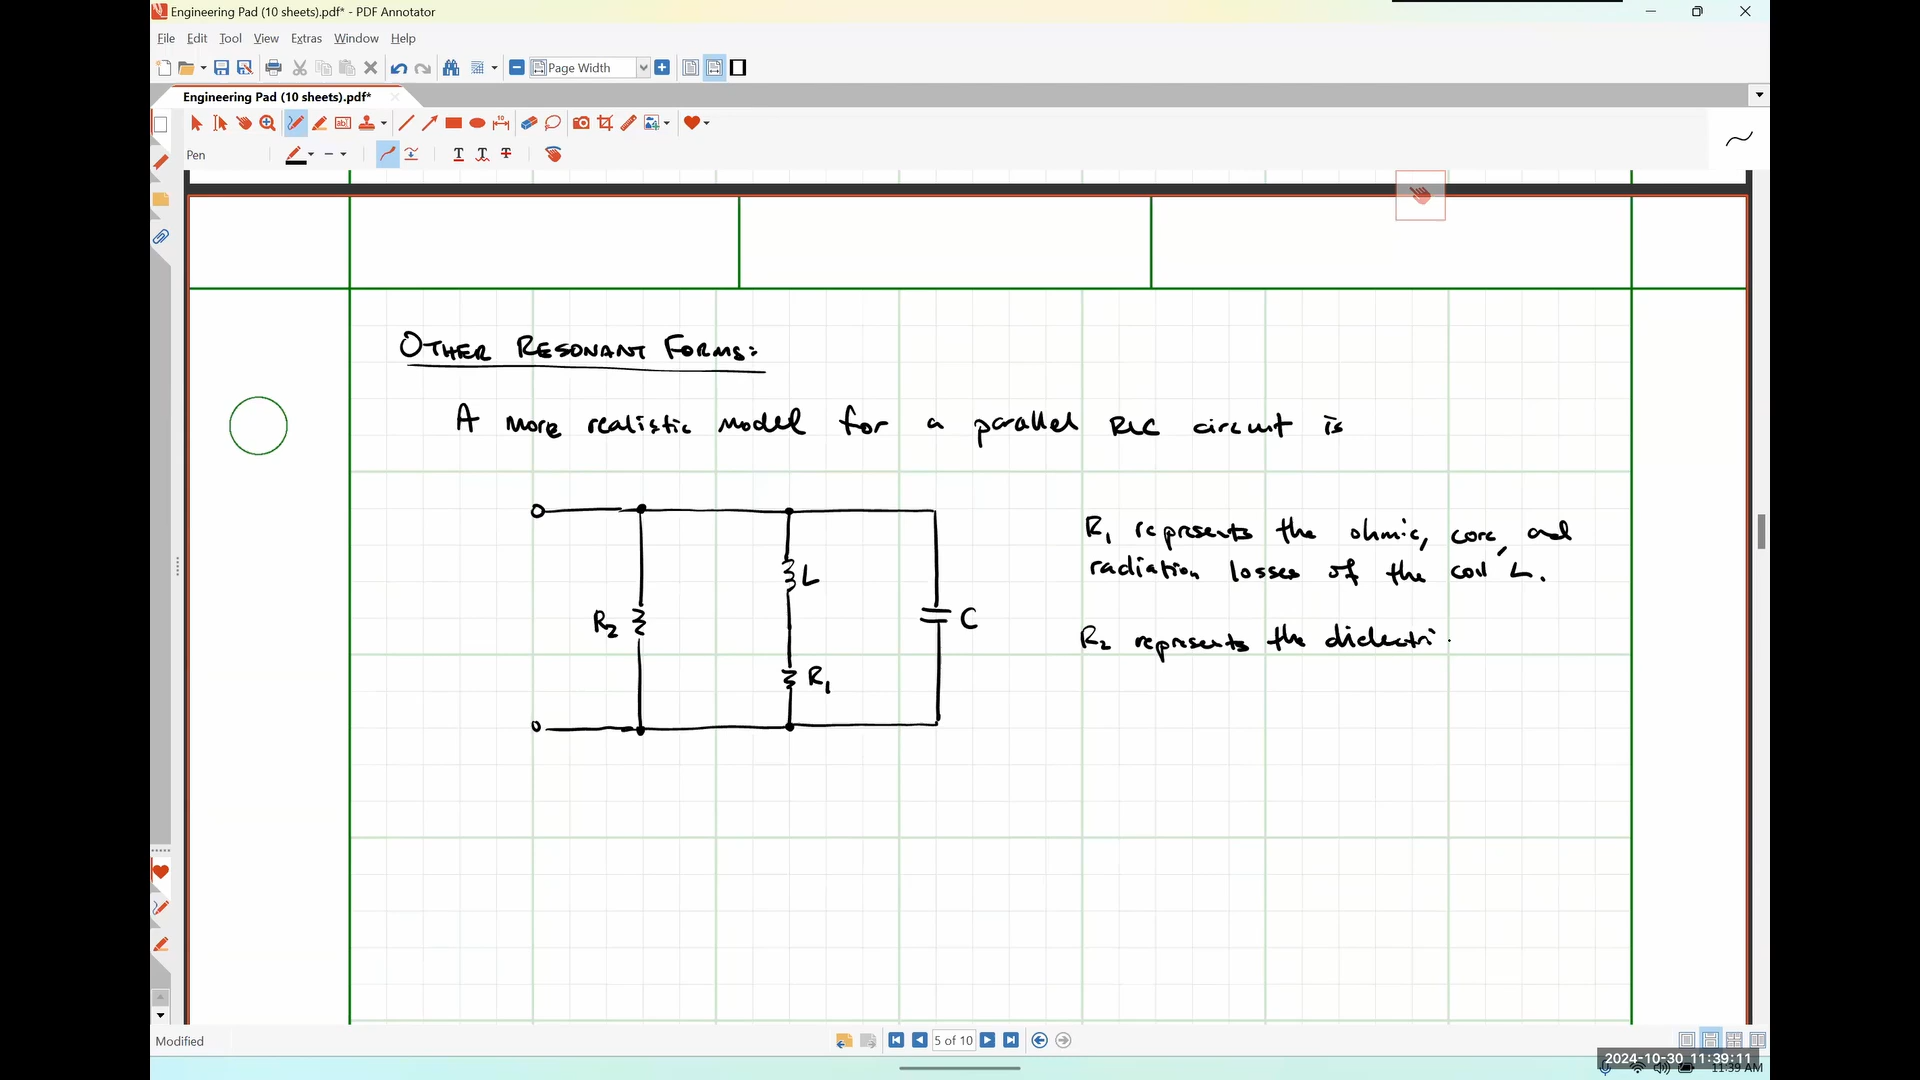 Engineering Pad (10 sheets).pdf* - PDF Annotator
File Edit Tool View Extras Window Help
Page Width
Engineering Pad (10 sheets).pdf*
Pen
OTHER RESONANT FORMS:
A more realistic model for a parallel RLC circuit is
R1 represents the ohmic, core, and
radiation losses of the coil L.
L
R2
C
R2 represents the dielectri
R1
Modified
5 of 10
2024-10-30 11:39:11
11:39 AM